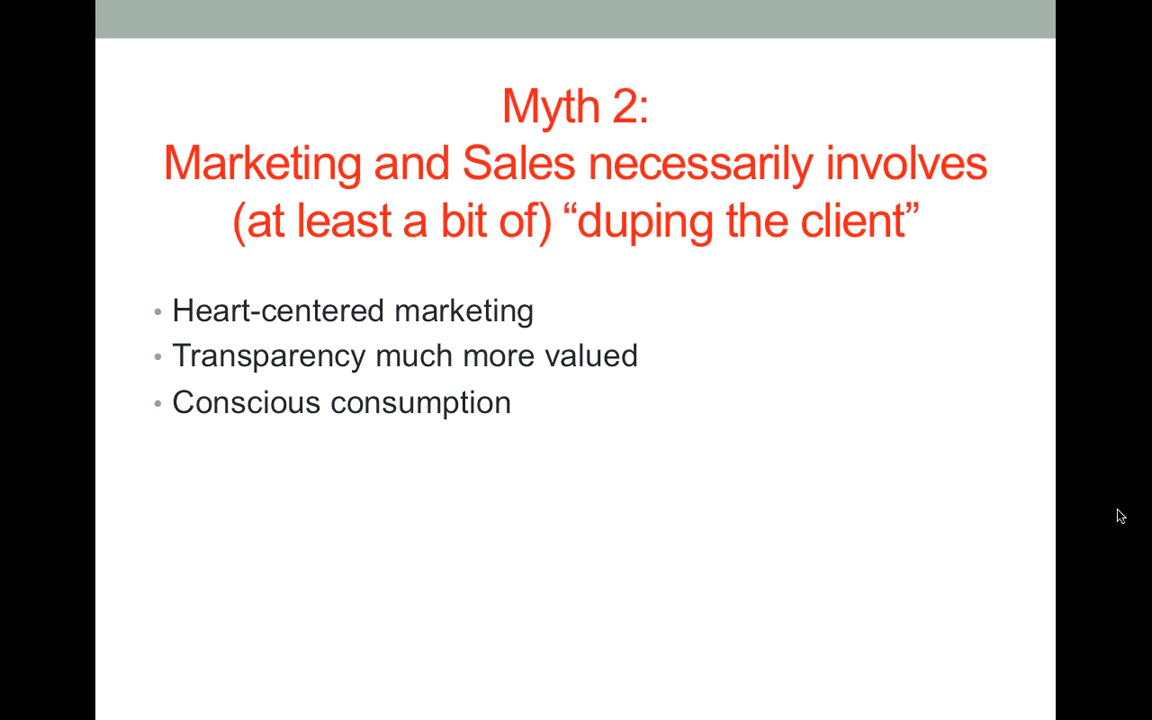 Myth 2:
Marketing and Sales necessarily involves
(at least a bit of) “duping the client”
• Heart-centered marketing
• Transparency much more valued
• Conscious consumption